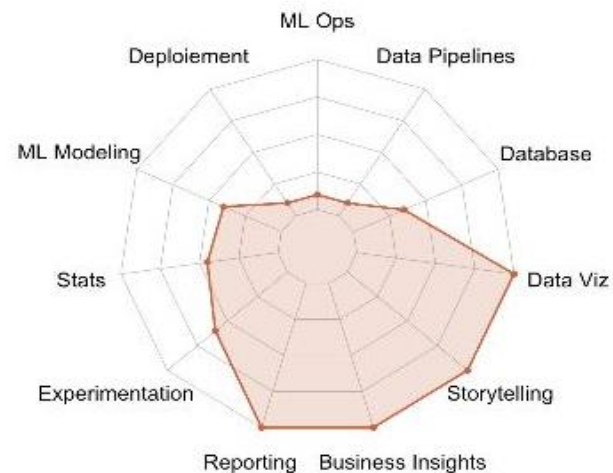 ML Ops
Deploiement
Data Pipelines
ML Modeling
Database
Stats
Data Viz
Experimentation
Storytelling
Reporting
Business Insights